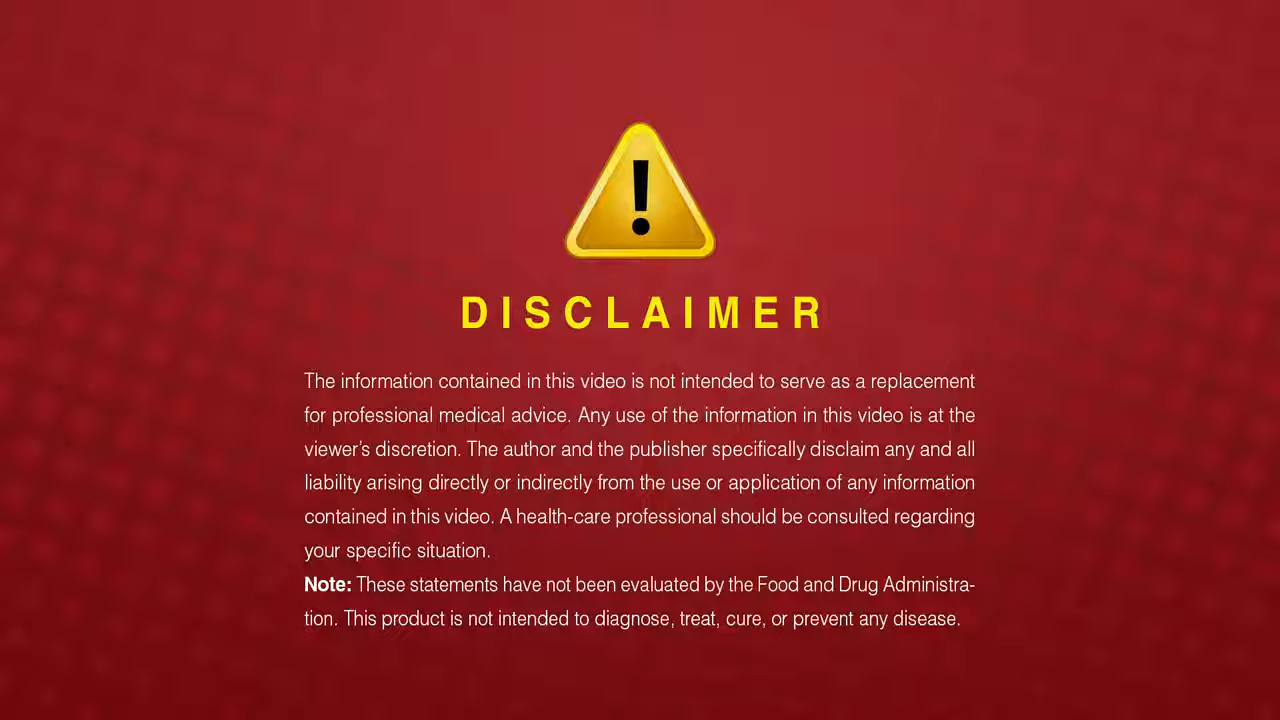 !
DISCLAIMER
The information contained in this video is not intended to serve as a replacement
for professional medical advice. Any use of the information in this video is at the
viewer's discretion. The author and the publisher specifically disclaim any and all
liability arising directly or indirectly from the use or application of any information
contained in this video. A health-care professional should be consulted regarding
your specific situation.
Note: These statements have not been evaluated by the Food and Drug Administra-
tion. This product is not intended to diagnose, treat, cure, or prevent any disease.